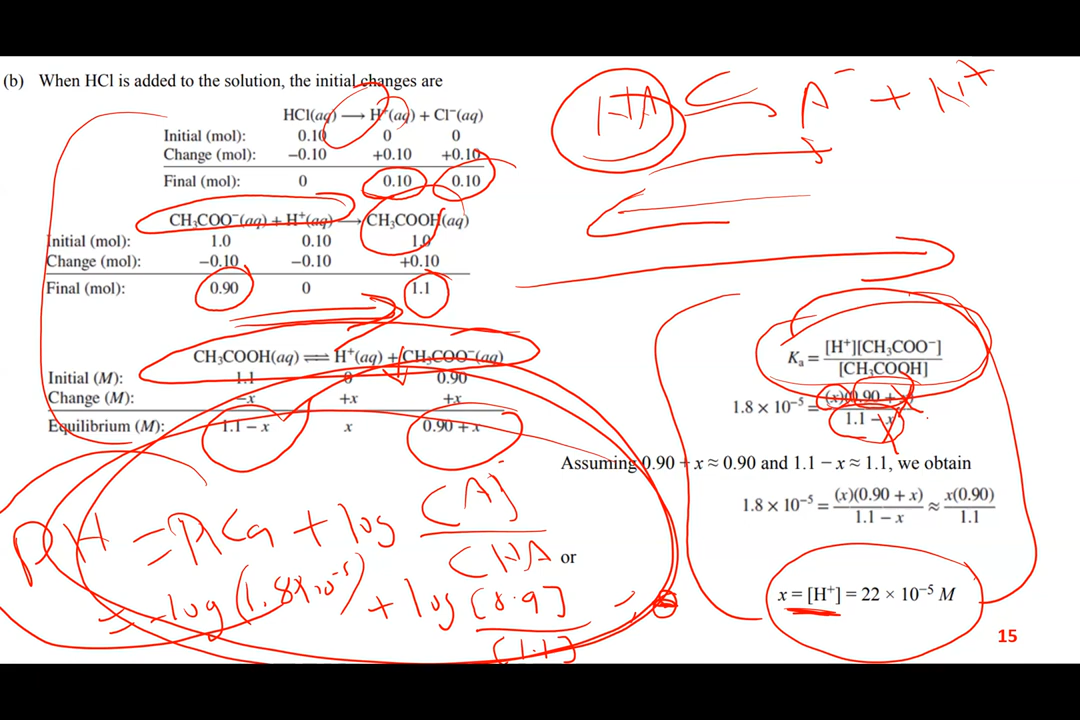 (b) When HCl is added to the solution, the initial changes are
HCl(aq) ⟶ H⁺(aq) + Cl⁻(aq)
Initial (mol): 0.10 0 0
Change (mol): −0.10 +0.10 +0.10
Final (mol): 0 0.10 0.10
CH₃COO⁻(aq) + H⁺(aq) ⟶ CH₃COOH(aq)
Initial (mol): 1.0 0.10 1.0
Change (mol): −0.10 −0.10 +0.10
Final (mol): 0.90 0 1.1
CH₃COOH(aq) ⇌ H⁺(aq) + CH₃COO⁻(aq)
Initial (M): 1.1 0 0.90
Change (M): −x +x +x
Equilibrium (M): 1.1 − x x 0.90 + x
PH = PKa + log [A⁻] / [HA
= −log(1.8×10⁻⁵) + log [0.9] / [1.1] =
HA ⇌ A⁻ + H⁺
Kₐ = [H⁺][CH₃COO⁻] / [CH₃COOH]
1.8 × 10⁻⁵ = (x)(0.90 + x) / 1.1 − x
Assuming 0.90 + x ≈ 0.90 and 1.1 − x ≈ 1.1, we obtain
1.8 × 10⁻⁵ = (x)(0.90 + x) / 1.1 − x ≈ x(0.90) / 1.1
or
x = [H⁺] = 22 × 10⁻⁵ M
15